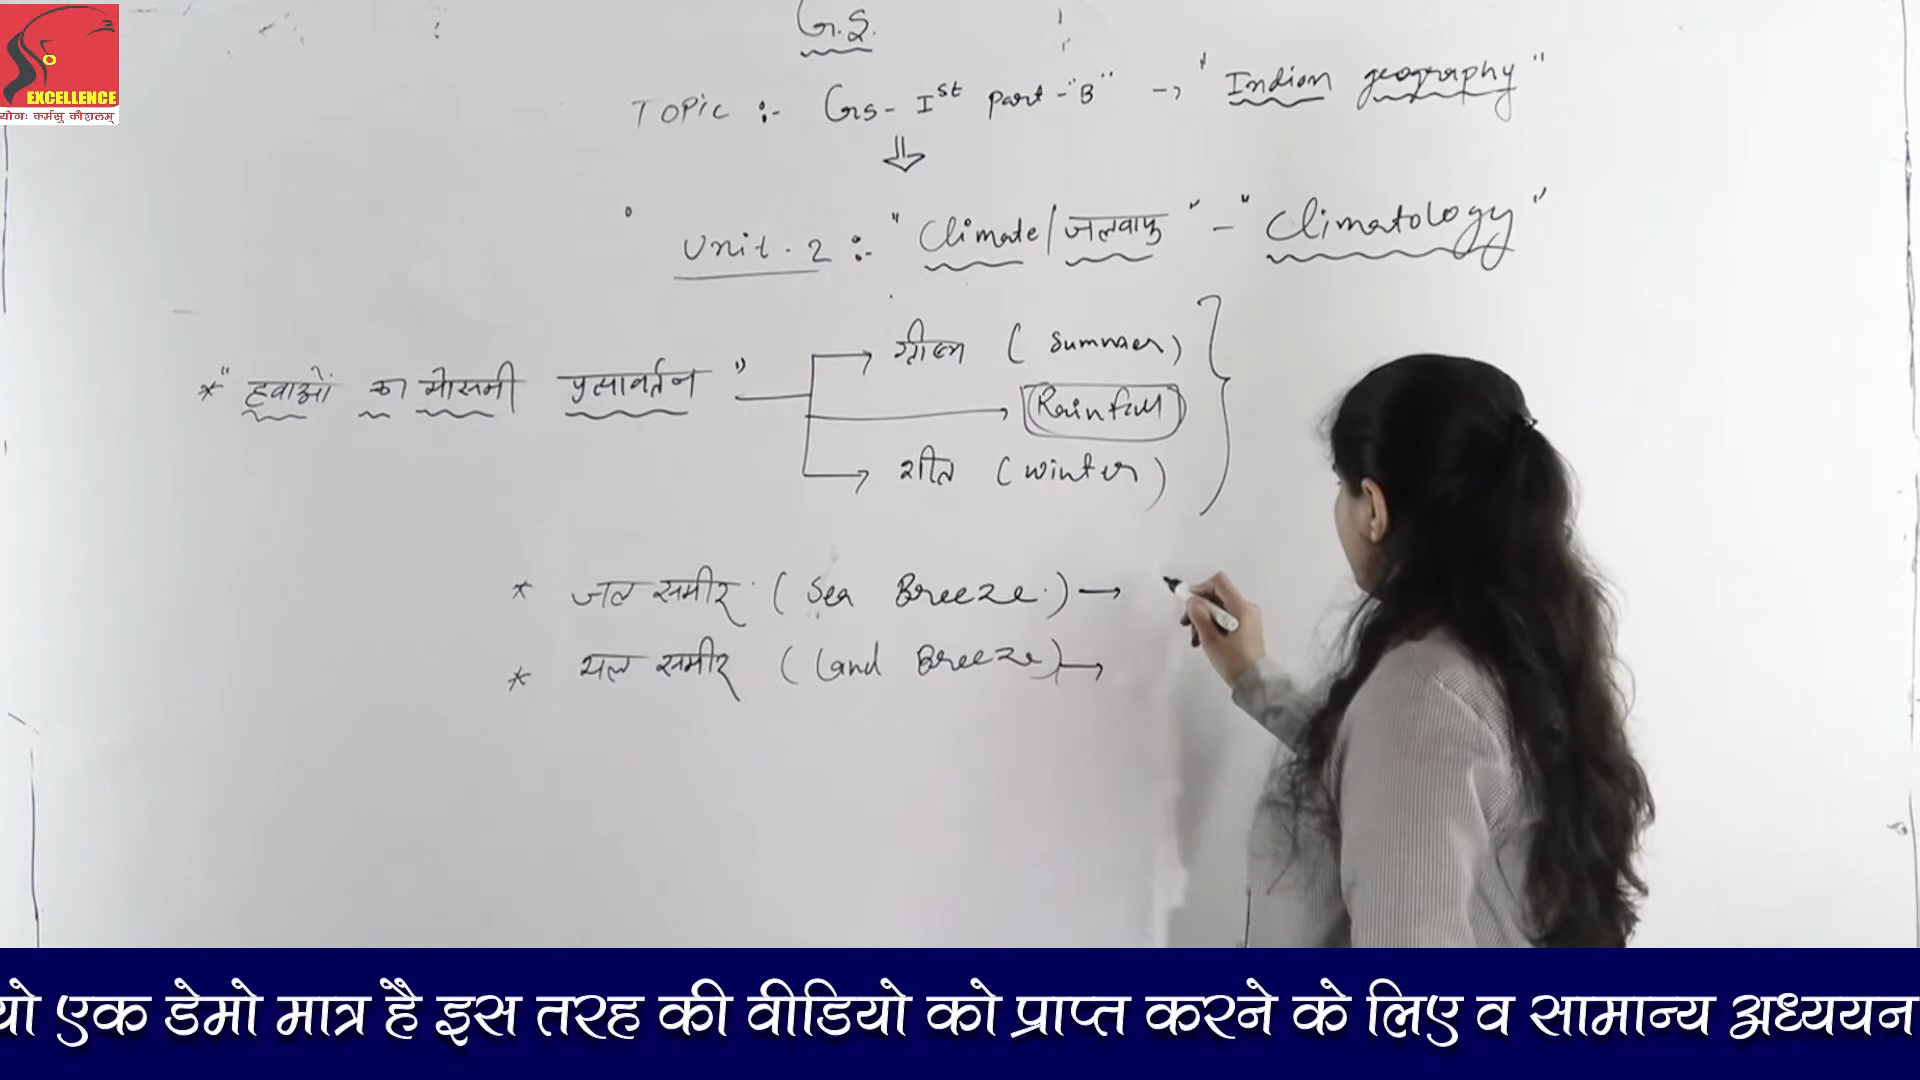 EXCELLENCE
योगः कर्मसु कौशलम्
G.S.
TOPIC :- GS- Ist part -"B" → "Indian geography"
Unit. 2 :- "Climate/जलवायु" - "Climatology"
ग्रीष्म (Summer)
* "हवाओं का मौसमी प्रत्यावर्तन"
Rainfall
शीत (winter)
* जल समीर (Sea Breeze.) →
* थल समीर (Land Breeze) →
यो एक डेमो मात्र है इस तरह की वीडियो को प्राप्त करने के लिए व सामान्य अध्ययन